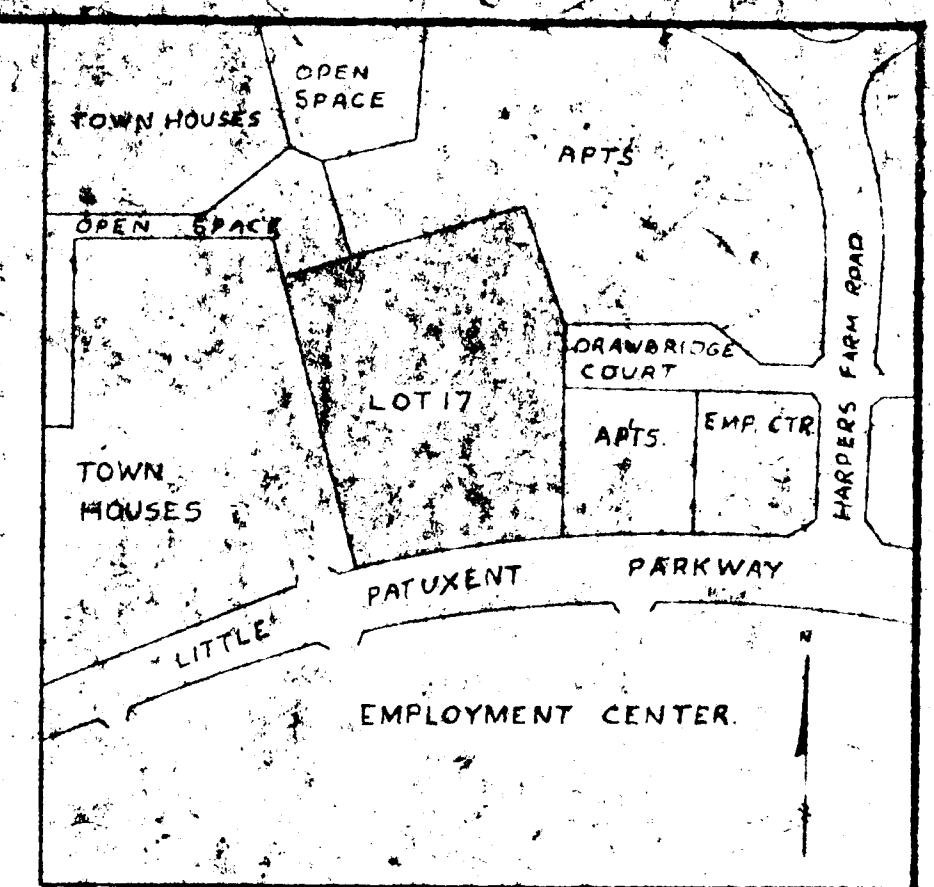 OPEN
SPACE
TOWN HOUSES
APTS
OPEN SPACE
HARPERS FARM ROAD
DRAWBRIDGE
COURT
LOT 17
APTS.
EMP. CTR.
TOWN
HOUSES
LITTLE PATUXENT PARKWAY
N
EMPLOYMENT CENTER.